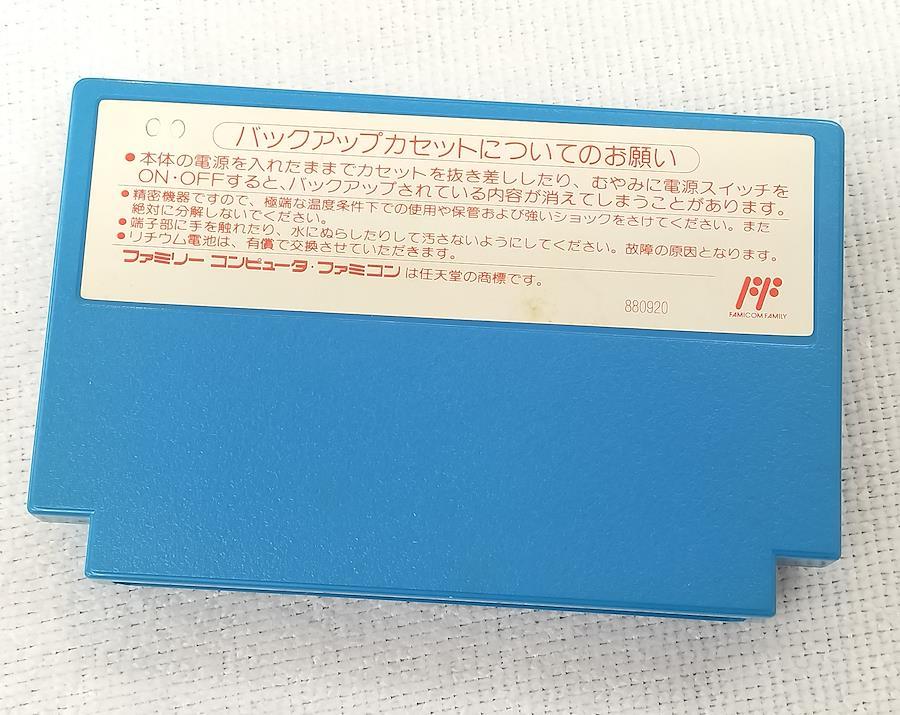 バックアップカセットについてのお願い
●本体の電源を入れたままでカセットを抜き差ししたり、むやみに電源スイッチを
ON・OFFすると、バックアップされている内容が消えてしまうことがあります。
●精密機器ですので、極端な温度条件下での使用や保管および強いショックをさけてください。また
絶対に分解しないでください。
●端子部に手を触れたり、水にぬらしたりして汚さないようにしてください。故障の原因となります。
●リチウム電池は、有償で交換させていただきます。
ファミリー コンピュータ・ファミコンは任天堂の商標です。
880920
FAMICOM FAMILY